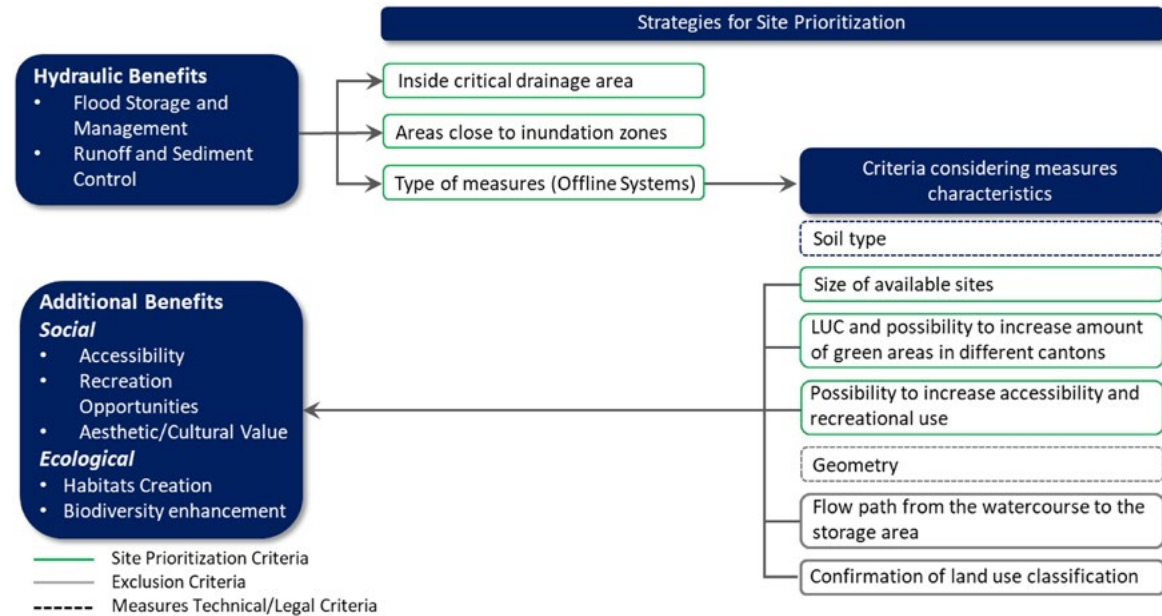 Strategies for Site Prioritization
Hydraulic Benefits
• Flood Storage and
Management
• Runoff and Sediment
Control
Inside critical drainage area
Areas close to inundation zones
Type of measures (Offline Systems)
Criteria considering measures
characteristics
Soil type
Size of available sites
LUC and possibility to increase amount
of green areas in different cantons
Possibility to increase accessibility and
recreational use
Geometry
Flow path from the watercourse to the
storage area
Confirmation of land use classification
Additional Benefits
Social
• Accessibility
• Recreation
Opportunities
• Aesthetic/Cultural Value
Ecological
• Habitats Creation
• Biodiversity enhancement
Site Prioritization Criteria
Exclusion Criteria
Measures Technical/Legal Criteria